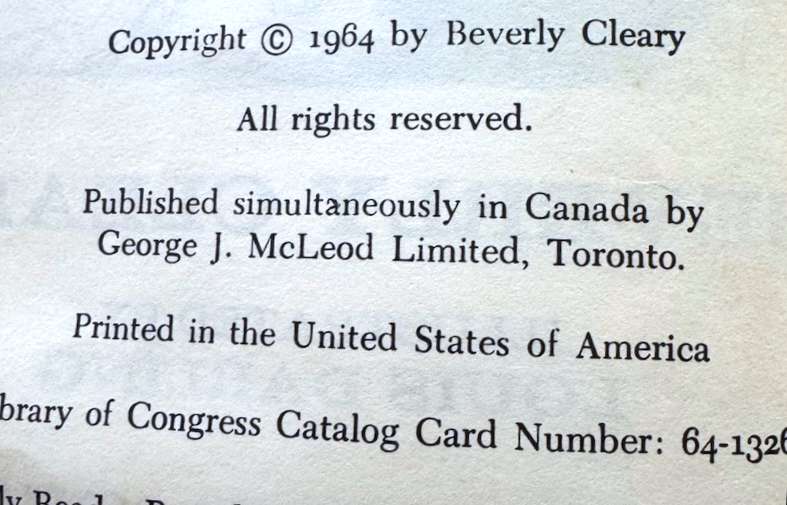 Copyright © 1964 by Beverly Cleary
All rights reserved.
Published simultaneously in Canada by
George J. McLeod Limited, Toronto.
Printed in the United States of America
brary of Congress Catalog Card Number: 64-1326